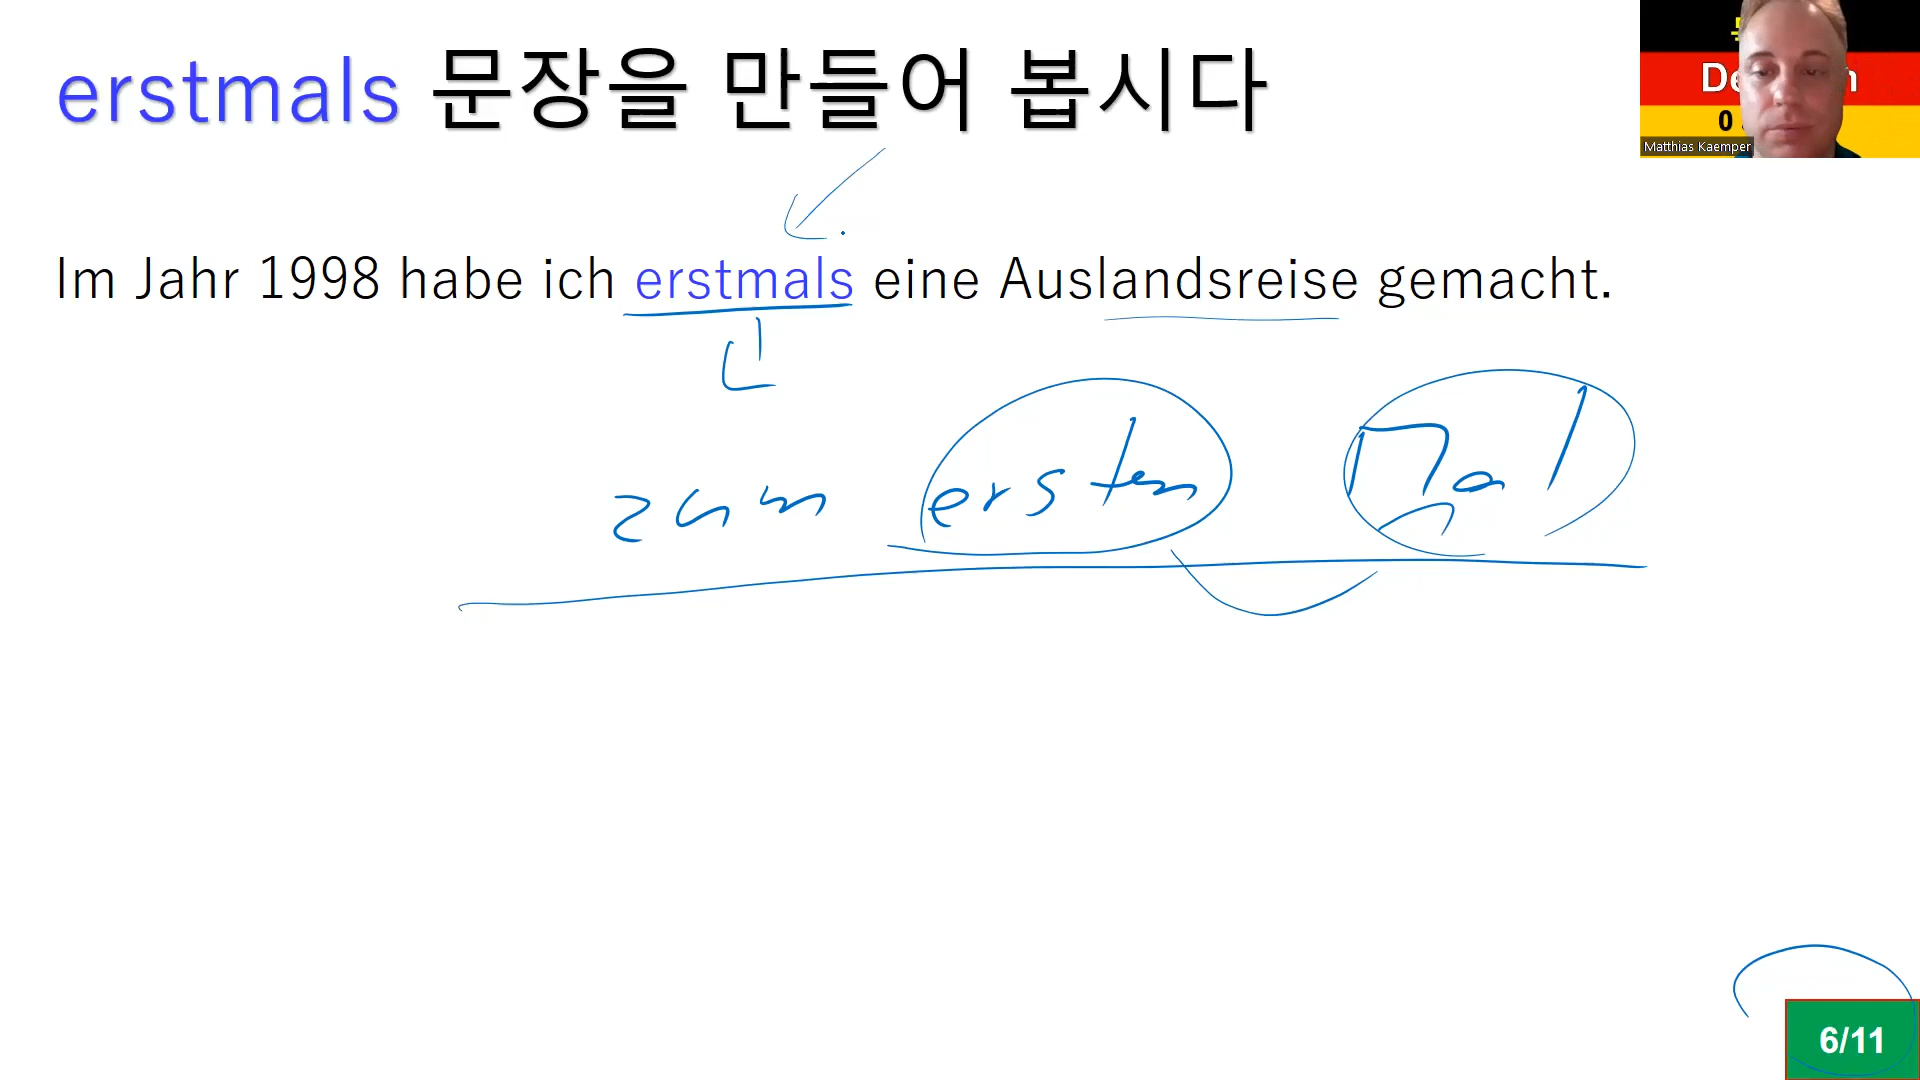 erstmals 문장을 만들어 봅시다
Matthias Kaemper
Im Jahr 1998 habe ich erstmals eine Auslandsreise gemacht.
zum ersten Mal
6/11